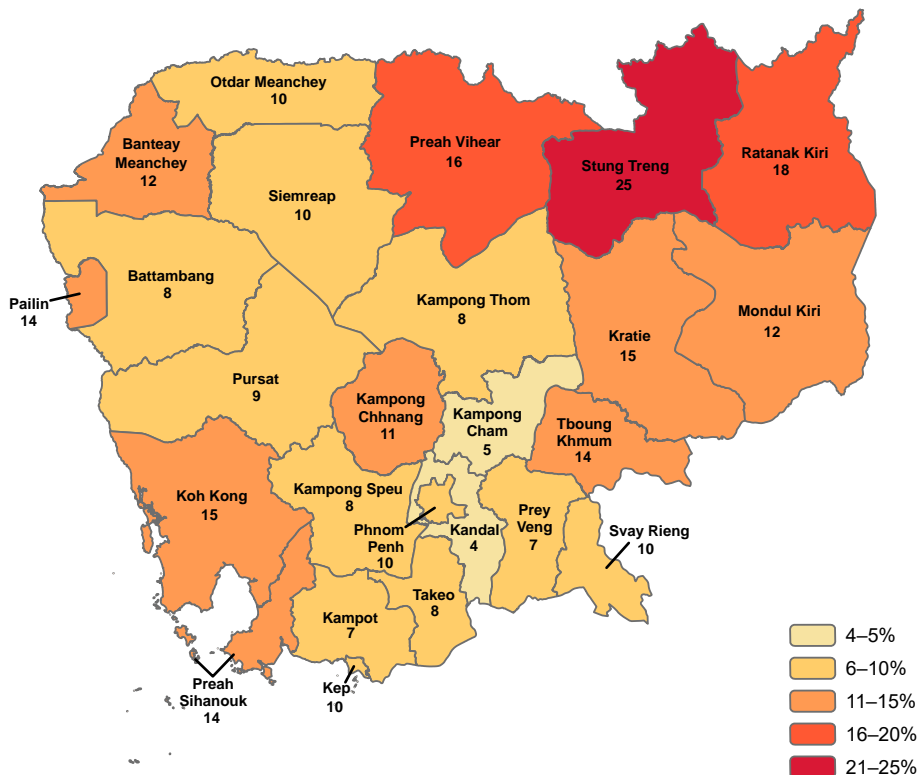 Otdar Meanchey
10
Banteay
Meanchey
12
Preah Vihear
16
Stung Treng
25
Ratanak Kiri
18
Siemreap
10
Battambang
8
Pailin
14
Kampong Thom
8
Kratie
15
Mondul Kiri
12
Pursat
9
Kampong
Chhnang
11
Kampong
Cham
5
Tboung
Khmum
14
Koh Kong
15
Kampong Speu
8
Phnom
Penh
10
Kandal
4
Prey
Veng
7
Svay Rieng
10
Takeo
8
Kampot
7
Kep
10
Preah
Sihanouk
14
4–5%
6–10%
11–15%
16–20%
21–25%